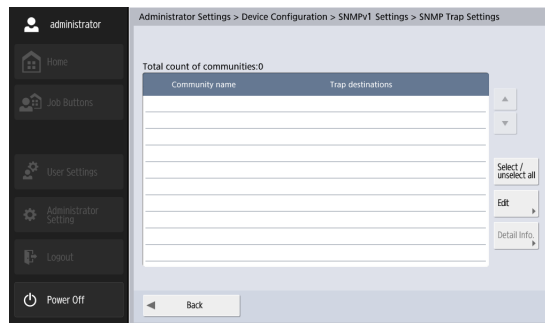 administrator
Home
Job Buttons
User Settings
Administrator
Setting
Logout
Power Off
Administrator Settings > Device Configuration > SNMPv1 Settings > SNMP Trap Settings
Total count of communities:0
Community name Trap destinations
Select /
unselect all
Edit
Detail Info.
Back